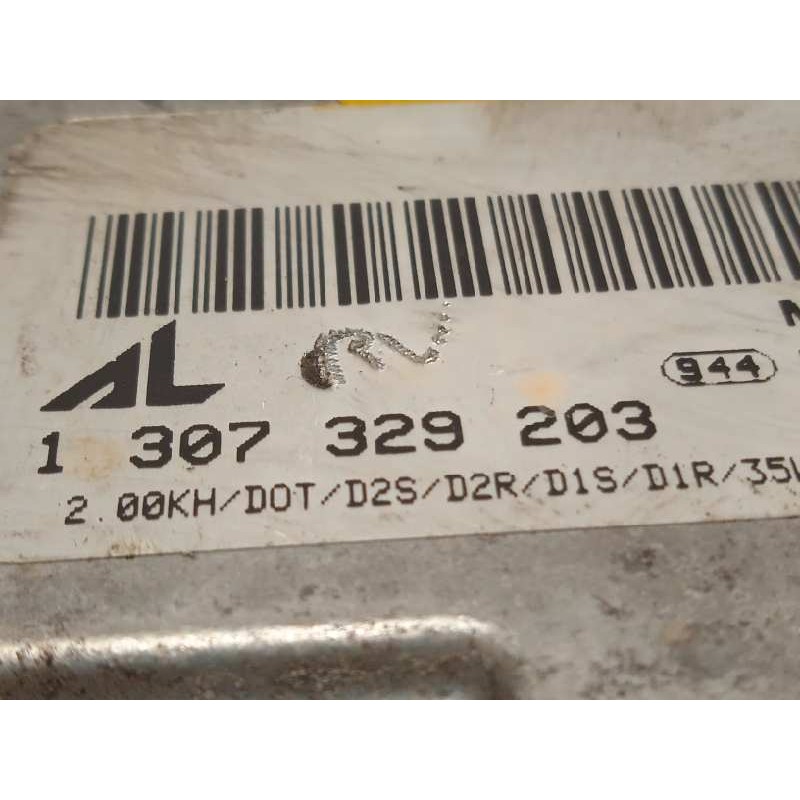 AL
944
1 307 329 203
2.00KH/DOT/D2S/D2R/D1S/D1R/35